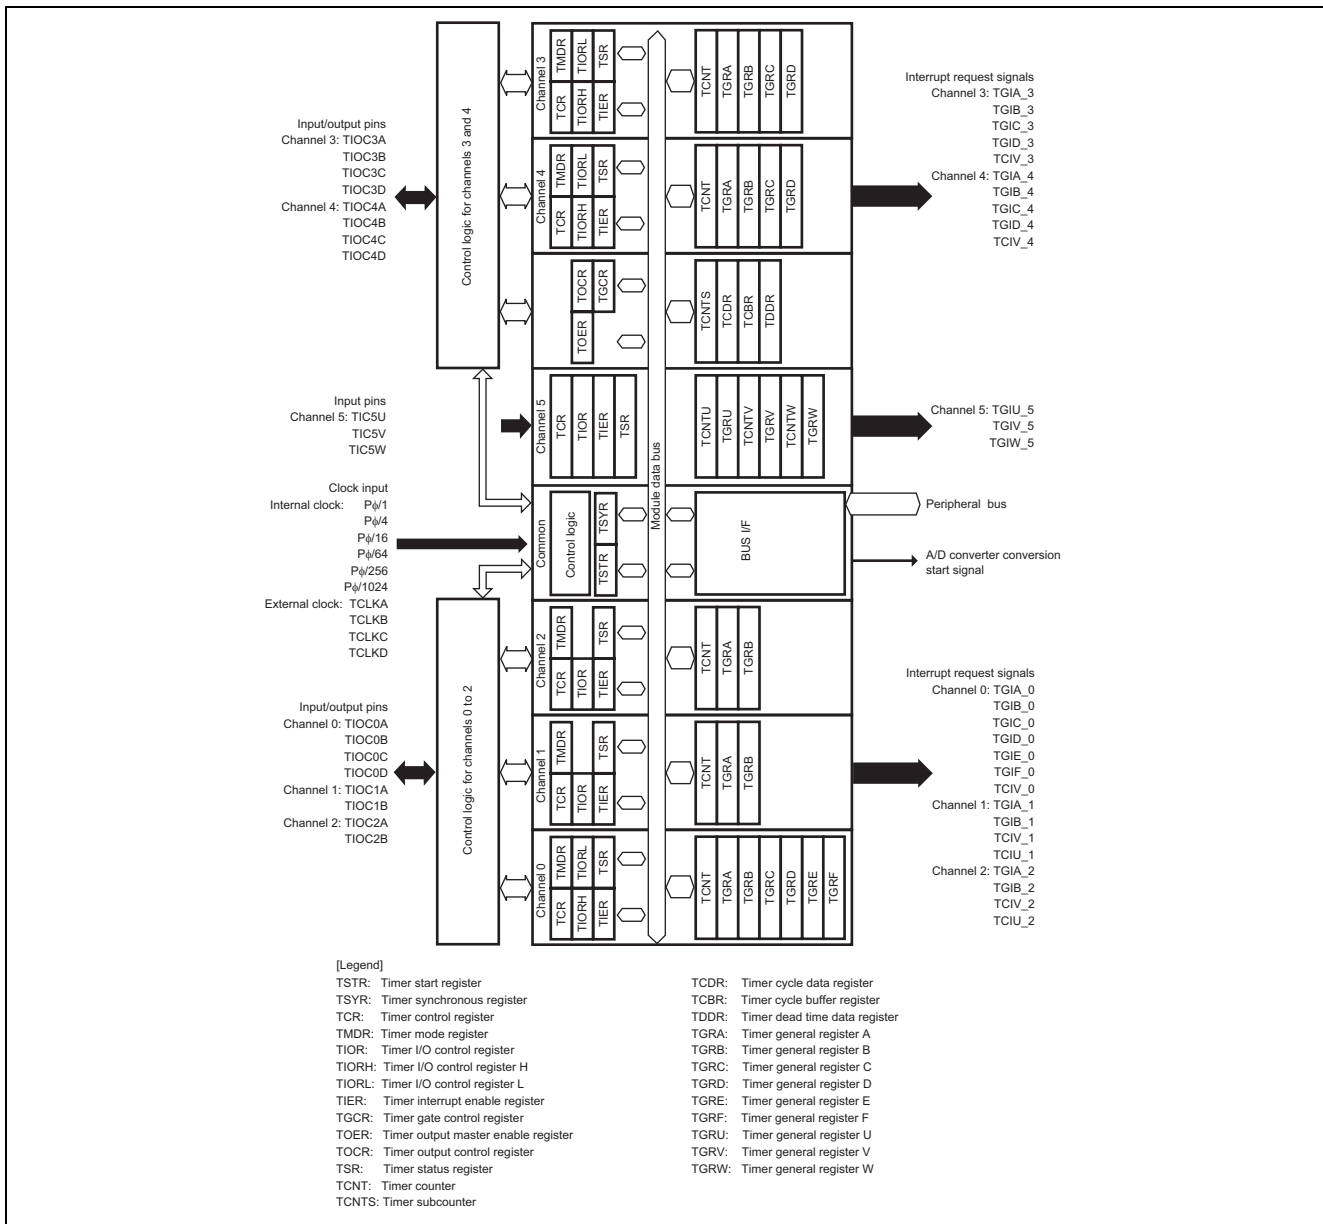 Input/output pins
Channel 3: TIOC3A
TIOC3B
TIOC3C
TIOC3D
Channel 4: TIOC4A
TIOC4B
TIOC4C
TIOC4D
Input pins
Channel 5: TIC5U
TIC5V
TIC5W
Clock input
Internal clock: Pϕ/1
Pϕ/4
Pϕ/16
Pϕ/64
Pϕ/256
Pϕ/1024
External clock: TCLKA
TCLKB
TCLKC
TCLKD
Input/output pins
Channel 0: TIOC0A
TIOC0B
TIOC0C
TIOC0D
Channel 1: TIOC1A
TIOC1B
Channel 2: TIOC2A
TIOC2B
Control logic for channels 3 and 4
Control logic for channels 0 to 2
Channel 3
TCR
TMDR
TIORH
TIORL
TIER
TSR
TCNT
TGRA
TGRB
TGRC
TGRD
Channel 4
TCR
TMDR
TIORH
TIORL
TIER
TSR
TCNT
TGRA
TGRB
TGRC
TGRD
TOER
TOCR
TGCR
TCNTS
TCDR
TCBR
TDDR
Channel 5
TCR
TIOR
TIER
TSR
TCNTU
TGRU
TCNTV
TGRV
TCNTW
TGRW
Module data bus
Common
Control logic
TSTR
TSYR
BUS I/F
Channel 2
TCR
TMDR
TIOR
TIER
TSR
TCNT
TGRA
TGRB
Channel 1
TCR
TMDR
TIOR
TIER
TSR
TCNT
TGRA
TGRB
Channel 0
TCR
TMDR
TIORH
TIORL
TIER
TSR
TCNT
TGRA
TGRB
TGRC
TGRD
TGRE
TGRF
Interrupt request signals
Channel 3: TGIA_3
TGIB_3
TGIC_3
TGID_3
TCIV_3
Channel 4: TGIA_4
TGIB_4
TGIC_4
TGID_4
TCIV_4
Channel 5: TGIU_5
TGIV_5
TGIW_5
Peripheral bus
A/D converter conversion
start signal
Interrupt request signals
Channel 0: TGIA_0
TGIB_0
TGIC_0
TGID_0
TGIE_0
TGIF_0
TCIV_0
Channel 1: TGIA_1
TGIB_1
TCIV_1
TCIU_1
Channel 2: TGIA_2
TGIB_2
TCIV_2
TCIU_2
[Legend]
TSTR: Timer start register
TSYR: Timer synchronous register
TCR: Timer control register
TMDR: Timer mode register
TIOR: Timer I/O control register
TIORH: Timer I/O control register H
TIORL: Timer I/O control register L
TIER: Timer interrupt enable register
TGCR: Timer gate control register
TOER: Timer output master enable register
TOCR: Timer output control register
TSR: Timer status register
TCNT: Timer counter
TCNTS: Timer subcounter
TCDR: Timer cycle data register
TCBR: Timer cycle buffer register
TDDR: Timer dead time data register
TGRA: Timer general register A
TGRB: Timer general register B
TGRC: Timer general register C
TGRD: Timer general register D
TGRE: Timer general register E
TGRF: Timer general register F
TGRU: Timer general register U
TGRV: Timer general register V
TGRW: Timer general register W